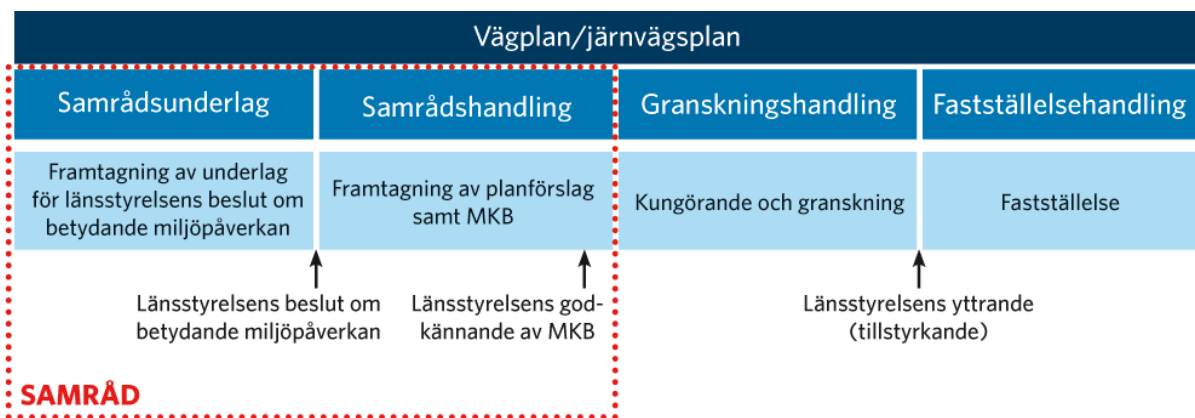 Vägplan/järnvägsplan
Samrådsunderlag
Samrådshandling
Granskningshandling
Fastställelsehandling
Framtagning av underlag
för länsstyrelsens beslut om
betydande miljöpåverkan
Framtagning av planförslag
samt MKB
Kungörande och granskning
Fastställelse
Länsstyrelsens beslut om
betydande miljöpåverkan
Länsstyrelsens god-
kännande av MKB
Länsstyrelsens yttrande
(tillstyrkande)
SAMRÅD